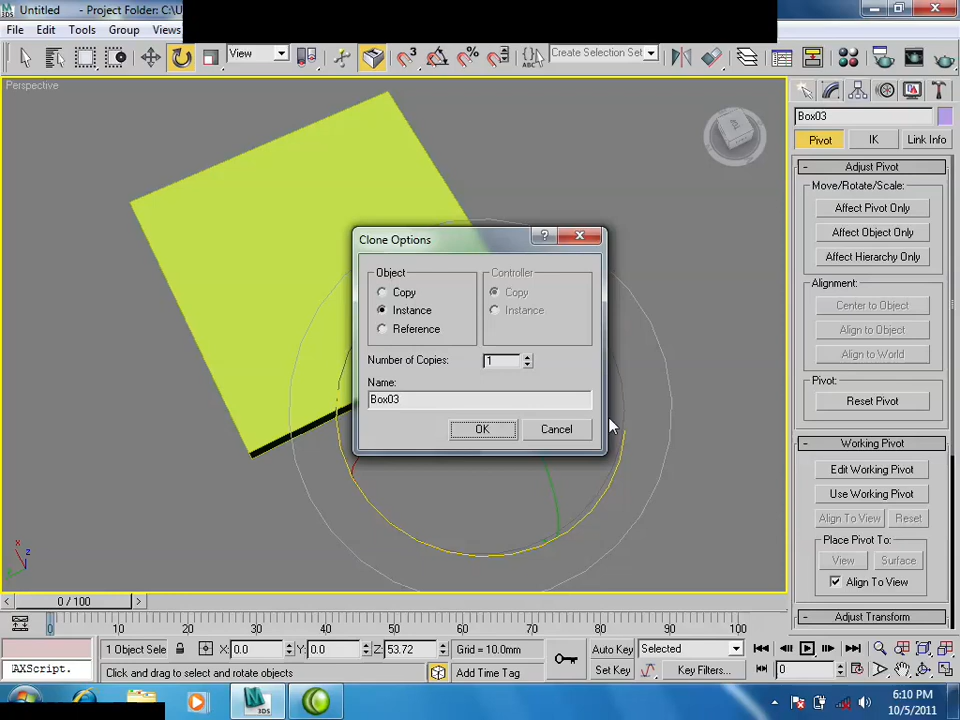 Untitled - Project Folder: C:\U
File Edit Tools Group Views
View
3
Create Selection Set
Perspective
Box03
Pivot IK Link Info
- Adjust Pivot
Move/Rotate/Scale:
Affect Pivot Only
Affect Object Only
Affect Hierarchy Only
Alignment:
Center to Object
Align to Object
Align to World
Pivot:
Reset Pivot
- Working Pivot
Edit Working Pivot
Use Working Pivot
Align To View Reset
Place Pivot To:
View Surface
Align To View
- Adjust Transform
Clone Options
Object
Copy
Instance
Reference
Controller
Copy
Instance
Number of Copies: 1
Name:
Box03
OK Cancel
x z
< 0 / 100 >
0 10 20 30 40 50 60 70 80 90 100
1 Object Sele X: 0.0 Y: 0.0 Z: 53.72 Grid = 10.0mm Auto Key Selected
AXScript. Click and drag to select and rotate objects Add Time Tag Set Key Key Filters... 0
3DS
6:10 PM
10/5/2011